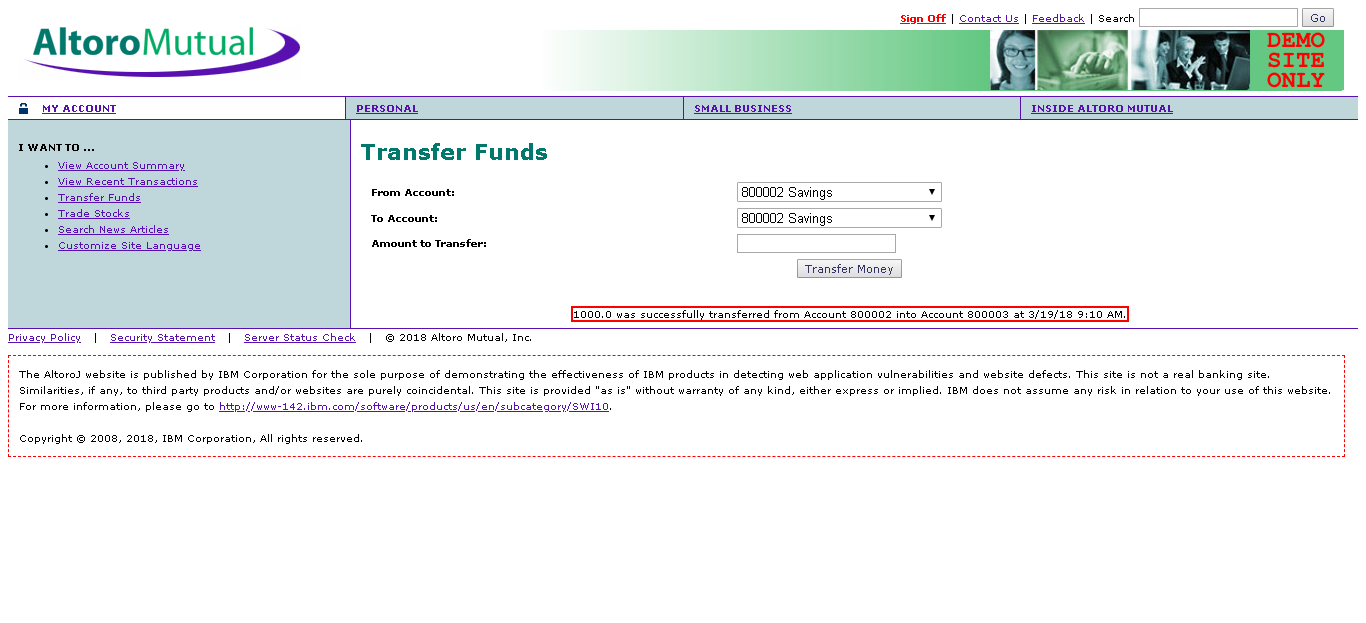 Sign Off | Contact Us | Feedback | Search Go
AltoroMutual
DEMO
SITE
ONLY
MY ACCOUNT PERSONAL SMALL BUSINESS INSIDE ALTORO MUTUAL
I WANT TO ...
• View Account Summary
• View Recent Transactions
• Transfer Funds
• Trade Stocks
• Search News Articles
• Customize Site Language
Transfer Funds
From Account: 800002 Savings
To Account: 800002 Savings
Amount to Transfer:
Transfer Money
1000.0 was successfully transferred from Account 800002 into Account 800003 at 3/19/18 9:10 AM.
Privacy Policy | Security Statement | Server Status Check | © 2018 Altoro Mutual, Inc.
The AltoroJ website is published by IBM Corporation for the sole purpose of demonstrating the effectiveness of IBM products in detecting web application vulnerabilities and website defects. This site is not a real banking site.
Similarities, if any, to third party products and/or websites are purely coincidental. This site is provided "as is" without warranty of any kind, either express or implied. IBM does not assume any risk in relation to your use of this website.
For more information, please go to http://www-142.ibm.com/software/products/us/en/subcategory/SWI10.
Copyright © 2008, 2018, IBM Corporation, All rights reserved.